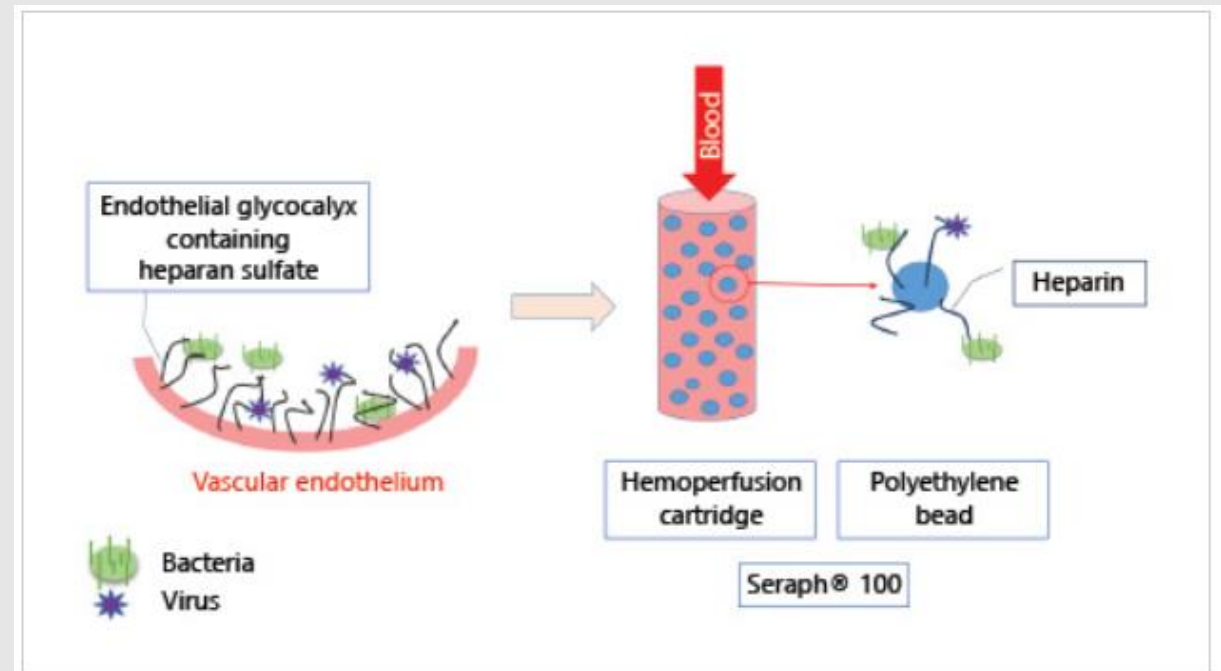 Endothelial glycocalyx
containing
heparan sulfate
Vascular endothelium
Bacteria
Virus
Blood
Heparin
Hemoperfusion
cartridge
Polyethylene
bead
Seraph® 100